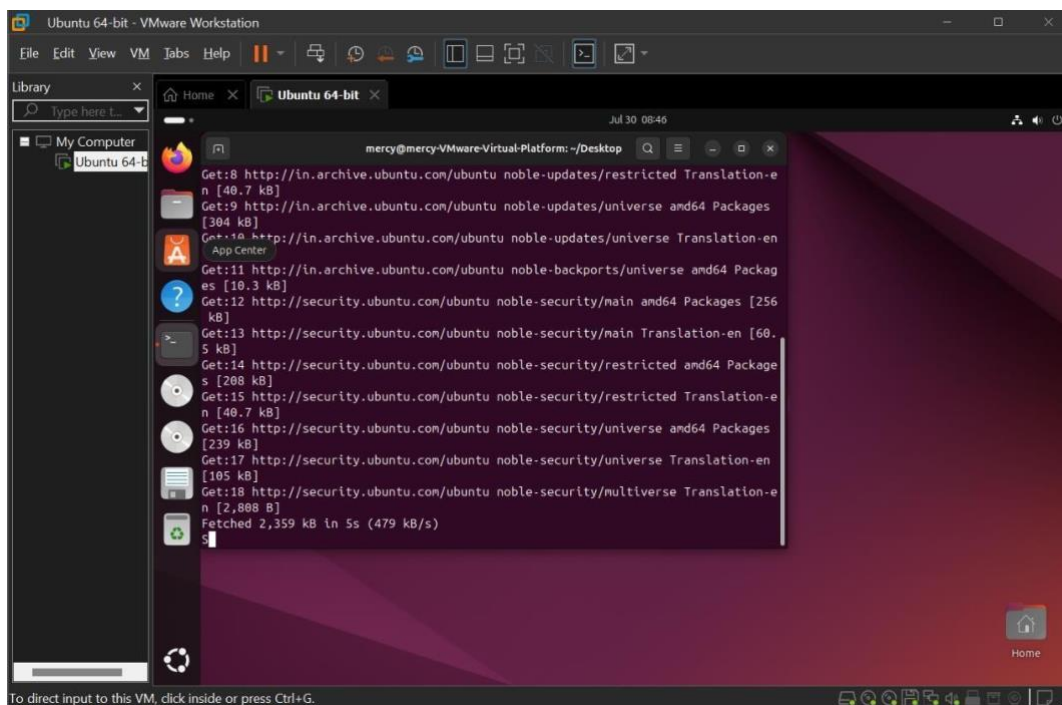 Ubuntu 64-bit - VMware Workstation
File Edit View VM Tabs Help
Library
Type here t...
My Computer
Ubuntu 64-b
Home
Ubuntu 64-bit
Jul 30 08:46
mercy@mercy-VMware-Virtual-Platform: ~/Desktop
Get:8 http://in.archive.ubuntu.com/ubuntu noble-updates/restricted Translation-e
n [40.7 kB]
Get:9 http://in.archive.ubuntu.com/ubuntu noble-updates/universe amd64 Packages
[304 kB]
Get:10 http://in.archive.ubuntu.com/ubuntu noble-updates/universe Translation-en
App Center
Get:11 http://in.archive.ubuntu.com/ubuntu noble-backports/universe amd64 Packag
es [10.3 kB]
Get:12 http://security.ubuntu.com/ubuntu noble-security/main amd64 Packages [256
kB]
Get:13 http://security.ubuntu.com/ubuntu noble-security/main Translation-en [60.
5 kB]
Get:14 http://security.ubuntu.com/ubuntu noble-security/restricted amd64 Package
s [208 kB]
Get:15 http://security.ubuntu.com/ubuntu noble-security/restricted Translation-e
n [40.7 kB]
Get:16 http://security.ubuntu.com/ubuntu noble-security/universe amd64 Packages
[239 kB]
Get:17 http://security.ubuntu.com/ubuntu noble-security/universe Translation-en
[105 kB]
Get:18 http://security.ubuntu.com/ubuntu noble-security/multiverse Translation-e
n [2,808 B]
Fetched 2,359 kB in 5s (479 kB/s)
S
Home
To direct input to this VM, click inside or press Ctrl+G.